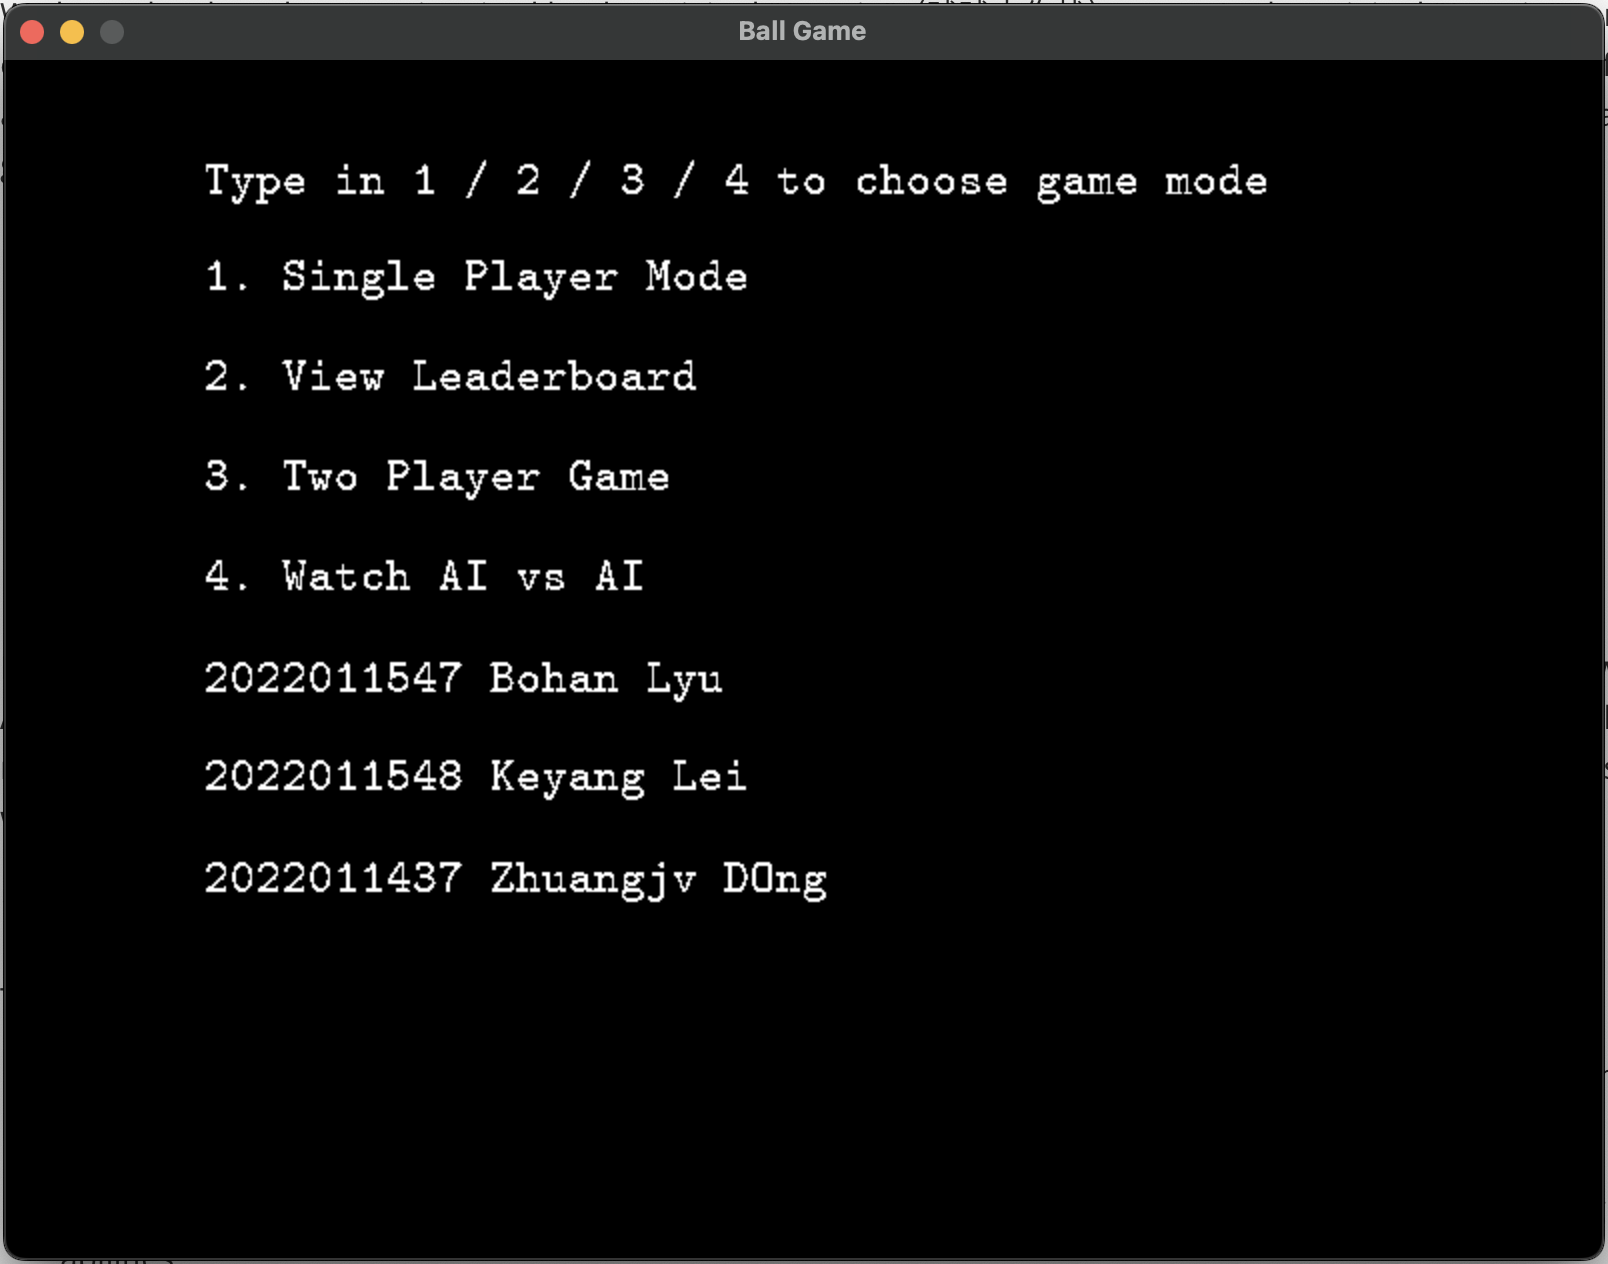 Ball Game
Type in 1 / 2 / 3 / 4 to choose game mode
1. Single Player Mode
2. View Leaderboard
3. Two Player Game
4. Watch AI vs AI
2022011547 Bohan Lyu
2022011548 Keyang Lei
2022011437 Zhuangjv